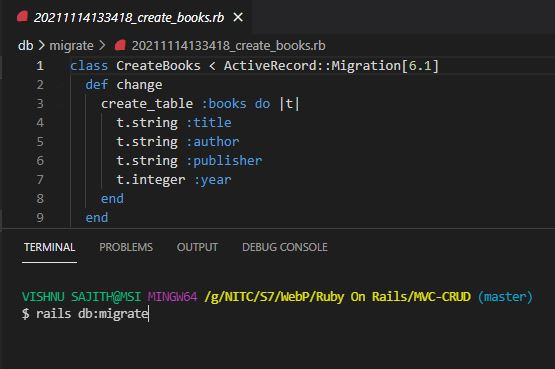 20211114133418_create_books.rb ×
db > migrate > 20211114133418_create_books.rb
1 class CreateBooks < ActiveRecord::Migration[6.1]
2   def change
3     create_table :books do |t|
4       t.string :title
5       t.string :author
6       t.string :publisher
7       t.integer :year
8     end
9   end
TERMINAL PROBLEMS OUTPUT DEBUG CONSOLE
VISHNU SAJITH@MSI MINGW64 /g/NITC/S7/WebP/Ruby On Rails/MVC-CRUD (master)
$ rails db:migrate